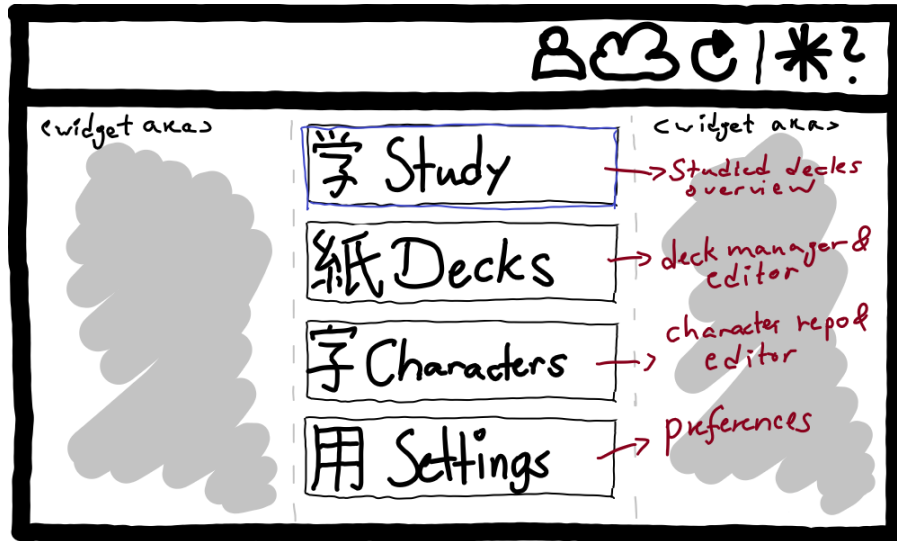 ?
<widget area>
<widget area>
学 Study
Studied decks
overview
紙 Decks
deck manager &
editor
字 Characters
character repo &
editor
用 Settings
preferences